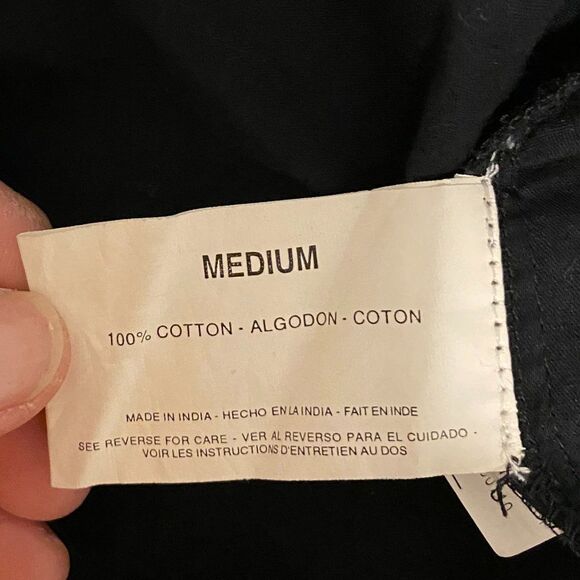 MEDIUM
100% COTTON - ALGODON - COTON
MADE IN INDIA - HECHO EN LA INDIA - FAIT EN INDE
SEE REVERSE FOR CARE - VER AL REVERSO PARA EL CUIDADO -
VOIR LES INSTRUCTIONS D'ENTRETIEN AU DOS